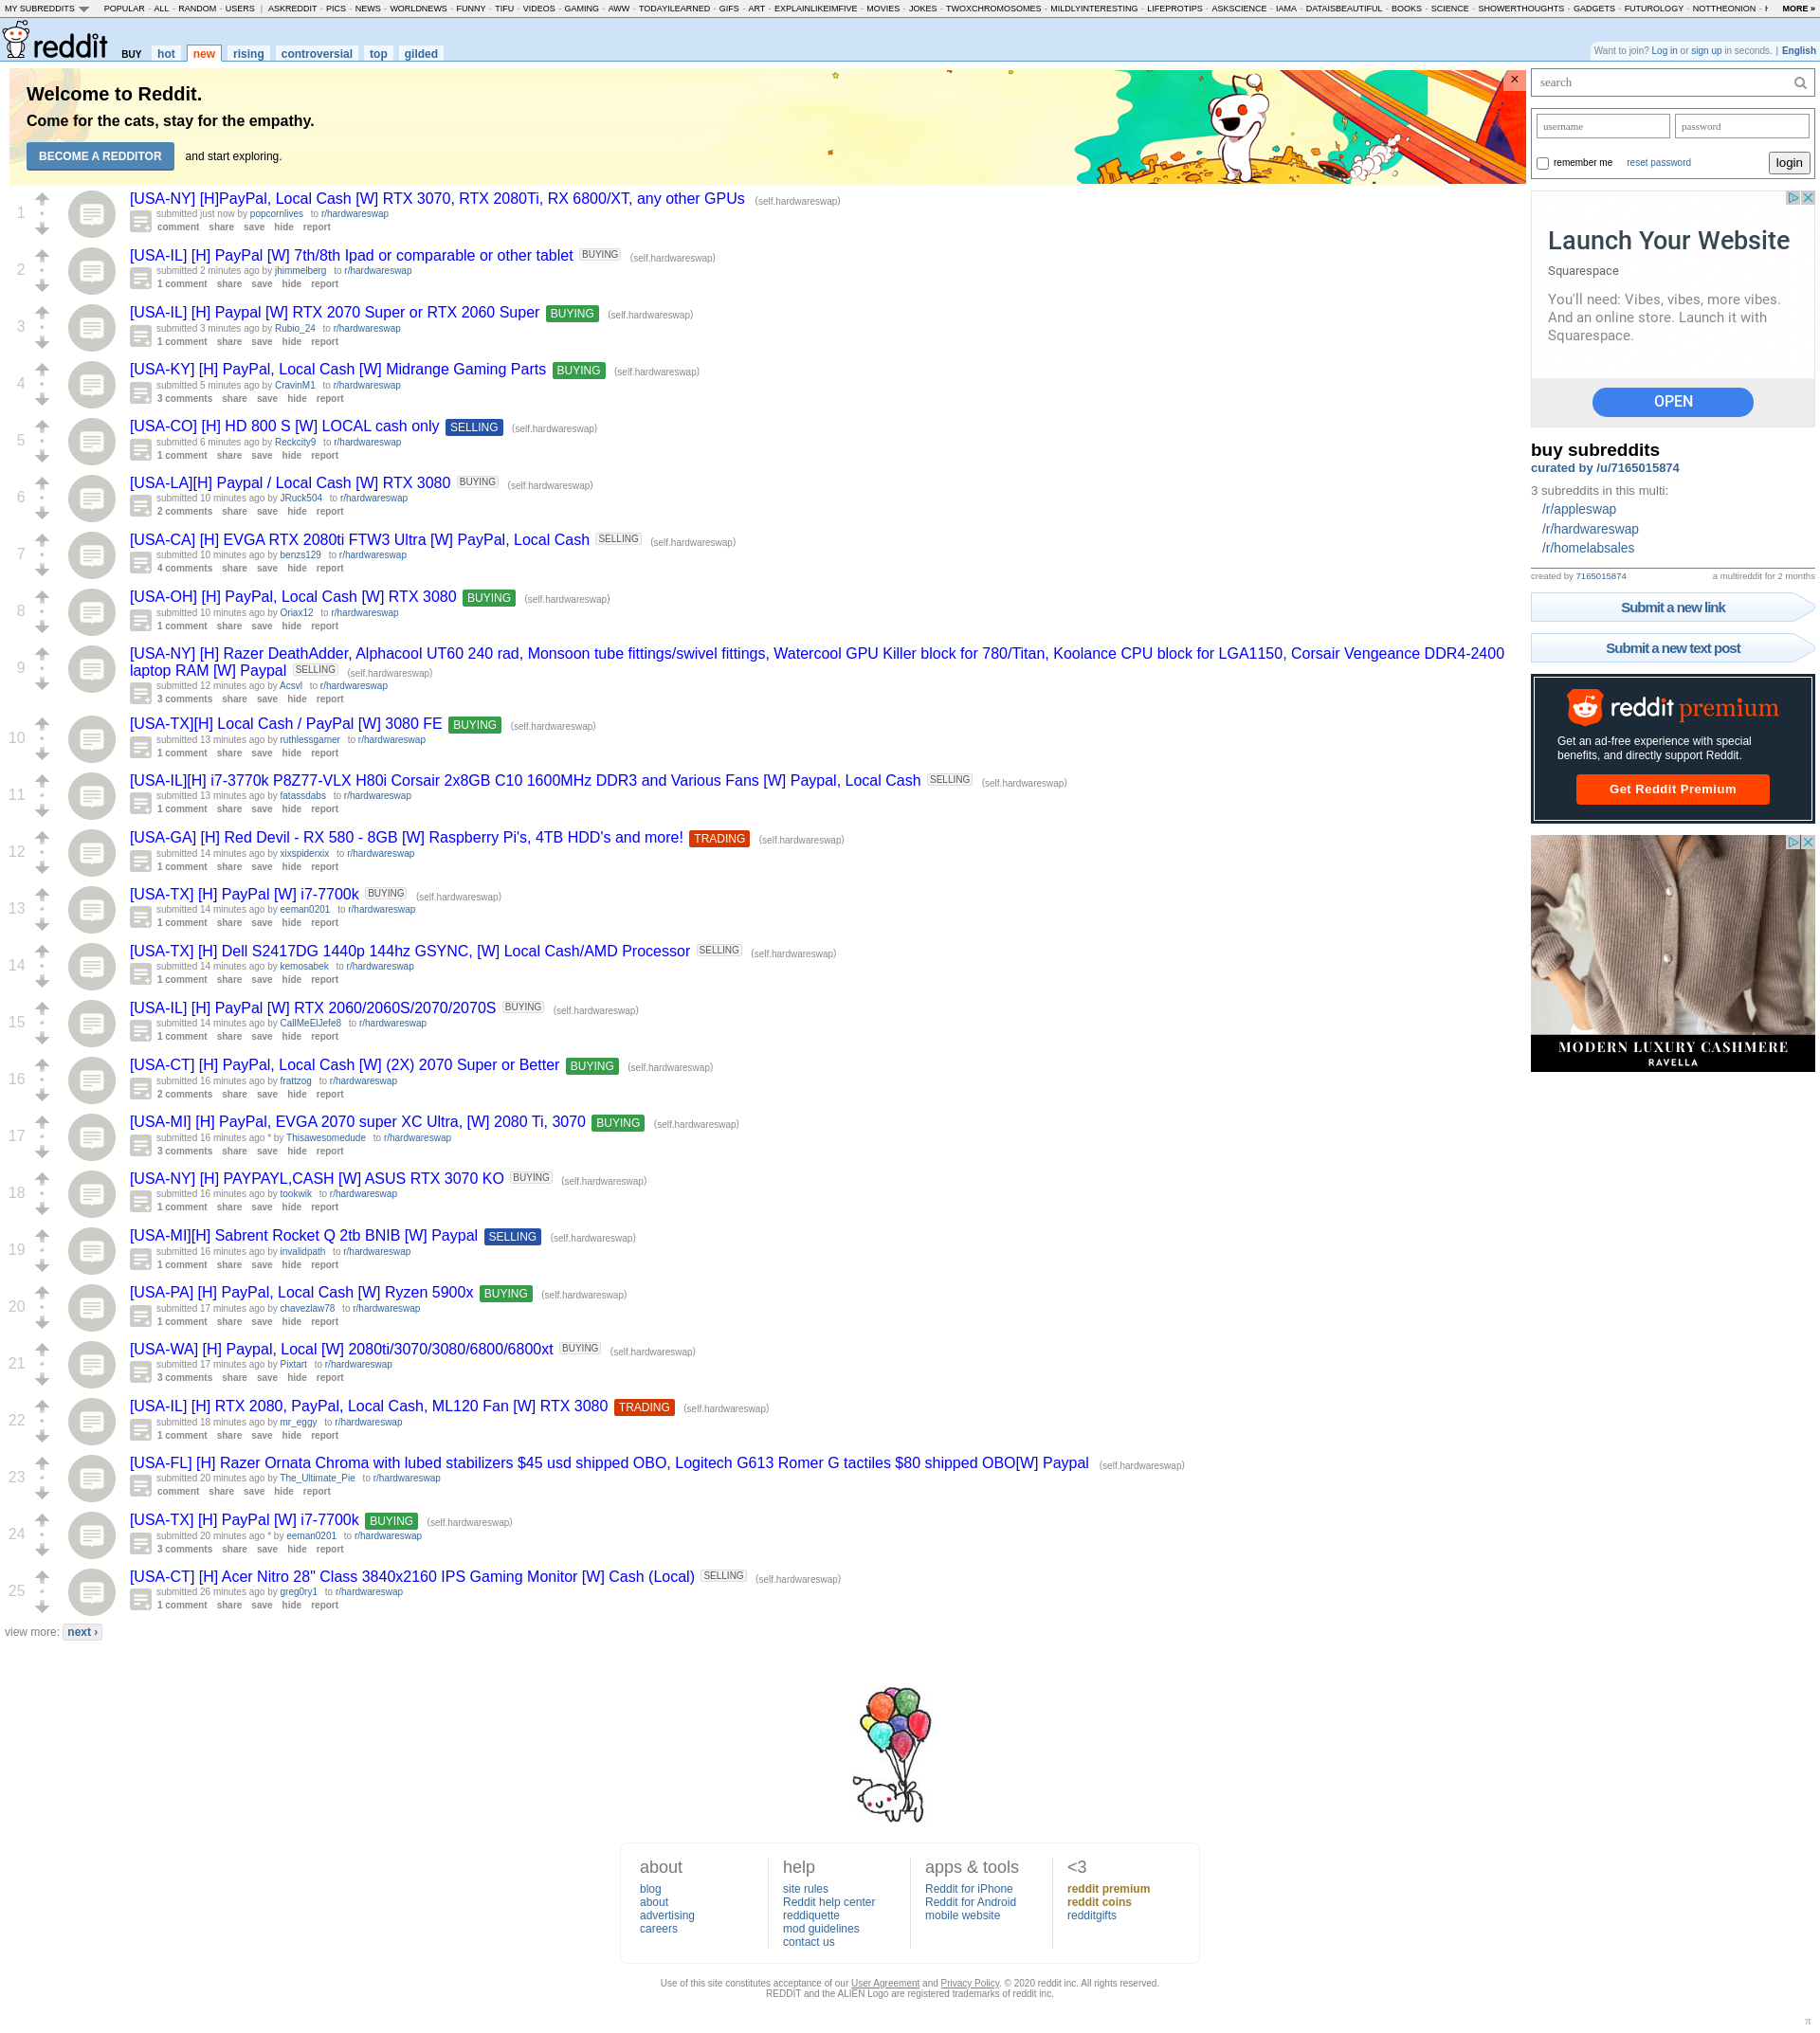 MY SUBREDDITS POPULAR - ALL - RANDOM - USERS | ASKREDDIT - PICS - NEWS - WORLDNEWS - FUNNY - TIFU - VIDEOS - GAMING - AWW - TODAYILEARNED - GIFS - ART - EXPLAINLIKEIMFIVE - MOVIES - JOKES - TWOXCHROMOSOMES - MILDLYINTERESTING - LIFEPROTIPS - ASKSCIENCE - IAMA - DATAISBEAUTIFUL - BOOKS - SCIENCE - SHOWERTHOUGHTS - GADGETS - FUTUROLOGY - NOTTHEONION - MORE »
reddit BUY hot new rising controversial top gilded
Want to join? Log in or sign up in seconds. | English
Welcome to Reddit.
Come for the cats, stay for the empathy.
BECOME A REDDITOR and start exploring.
×
1
[USA-NY] [H]PayPal, Local Cash [W] RTX 3070, RTX 2080Ti, RX 6800/XT, any other GPUs (self.hardwareswap)
submitted just now by popcornlives to r/hardwareswap
comment share save hide report
2
[USA-IL] [H] PayPal [W] 7th/8th Ipad or comparable or other tablet BUYING (self.hardwareswap)
submitted 2 minutes ago by jhimmelberg to r/hardwareswap
1 comment share save hide report
3
[USA-IL] [H] Paypal [W] RTX 2070 Super or RTX 2060 Super BUYING (self.hardwareswap)
submitted 3 minutes ago by Rubio_24 to r/hardwareswap
1 comment share save hide report
4
[USA-KY] [H] PayPal, Local Cash [W] Midrange Gaming Parts BUYING (self.hardwareswap)
submitted 5 minutes ago by CravinM1 to r/hardwareswap
3 comments share save hide report
5
[USA-CO] [H] HD 800 S [W] LOCAL cash only SELLING (self.hardwareswap)
submitted 6 minutes ago by Reckcity9 to r/hardwareswap
1 comment share save hide report
6
[USA-LA][H] Paypal / Local Cash [W] RTX 3080 BUYING (self.hardwareswap)
submitted 10 minutes ago by JRuck504 to r/hardwareswap
2 comments share save hide report
7
[USA-CA] [H] EVGA RTX 2080ti FTW3 Ultra [W] PayPal, Local Cash SELLING (self.hardwareswap)
submitted 10 minutes ago by benzs129 to r/hardwareswap
4 comments share save hide report
8
[USA-OH] [H] PayPal, Local Cash [W] RTX 3080 BUYING (self.hardwareswap)
submitted 10 minutes ago by Oriax12 to r/hardwareswap
1 comment share save hide report
9
[USA-NY] [H] Razer DeathAdder, Alphacool UT60 240 rad, Monsoon tube fittings/swivel fittings, Watercool GPU Killer block for 780/Titan, Koolance CPU block for LGA1150, Corsair Vengeance DDR4-2400
laptop RAM [W] Paypal SELLING (self.hardwareswap)
submitted 12 minutes ago by Acsvl to r/hardwareswap
3 comments share save hide report
10
[USA-TX][H] Local Cash / PayPal [W] 3080 FE BUYING (self.hardwareswap)
submitted 13 minutes ago by ruthlessgamer to r/hardwareswap
1 comment share save hide report
11
[USA-IL][H] i7-3770k P8Z77-VLX H80i Corsair 2x8GB C10 1600MHz DDR3 and Various Fans [W] Paypal, Local Cash SELLING (self.hardwareswap)
submitted 13 minutes ago by fatassdabs to r/hardwareswap
1 comment share save hide report
12
[USA-GA] [H] Red Devil - RX 580 - 8GB [W] Raspberry Pi's, 4TB HDD's and more! TRADING (self.hardwareswap)
submitted 14 minutes ago by xixspiderxix to r/hardwareswap
1 comment share save hide report
13
[USA-TX] [H] PayPal [W] i7-7700k BUYING (self.hardwareswap)
submitted 14 minutes ago by eeman0201 to r/hardwareswap
1 comment share save hide report
14
[USA-TX] [H] Dell S2417DG 1440p 144hz GSYNC, [W] Local Cash/AMD Processor SELLING (self.hardwareswap)
submitted 14 minutes ago by kemosabek to r/hardwareswap
1 comment share save hide report
15
[USA-IL] [H] PayPal [W] RTX 2060/2060S/2070/2070S BUYING (self.hardwareswap)
submitted 14 minutes ago by CallMeElJefe8 to r/hardwareswap
1 comment share save hide report
16
[USA-CT] [H] PayPal, Local Cash [W] (2X) 2070 Super or Better BUYING (self.hardwareswap)
submitted 16 minutes ago by frattzog to r/hardwareswap
2 comments share save hide report
17
[USA-MI] [H] PayPal, EVGA 2070 super XC Ultra, [W] 2080 Ti, 3070 BUYING (self.hardwareswap)
submitted 16 minutes ago * by Thisawesomedude to r/hardwareswap
3 comments share save hide report
18
[USA-NY] [H] PAYPAYL,CASH [W] ASUS RTX 3070 KO BUYING (self.hardwareswap)
submitted 16 minutes ago by tookwik to r/hardwareswap
1 comment share save hide report
19
[USA-MI][H] Sabrent Rocket Q 2tb BNIB [W] Paypal SELLING (self.hardwareswap)
submitted 16 minutes ago by invalidpath to r/hardwareswap
1 comment share save hide report
20
[USA-PA] [H] PayPal, Local Cash [W] Ryzen 5900x BUYING (self.hardwareswap)
submitted 17 minutes ago by chavezlaw78 to r/hardwareswap
1 comment share save hide report
21
[USA-WA] [H] Paypal, Local [W] 2080ti/3070/3080/6800/6800xt BUYING (self.hardwareswap)
submitted 17 minutes ago by Pixtart to r/hardwareswap
3 comments share save hide report
22
[USA-IL] [H] RTX 2080, PayPal, Local Cash, ML120 Fan [W] RTX 3080 TRADING (self.hardwareswap)
submitted 18 minutes ago by mr_eggy to r/hardwareswap
1 comment share save hide report
23
[USA-FL] [H] Razer Ornata Chroma with lubed stabilizers $45 usd shipped OBO, Logitech G613 Romer G tactiles $80 shipped OBO[W] Paypal (self.hardwareswap)
submitted 20 minutes ago by The_Ultimate_Pie to r/hardwareswap
comment share save hide report
24
[USA-TX] [H] PayPal [W] i7-7700k BUYING (self.hardwareswap)
submitted 20 minutes ago * by eeman0201 to r/hardwareswap
3 comments share save hide report
25
[USA-CT] [H] Acer Nitro 28" Class 3840x2160 IPS Gaming Monitor [W] Cash (Local) SELLING (self.hardwareswap)
submitted 26 minutes ago by greg0ry1 to r/hardwareswap
1 comment share save hide report
view more: next ›
search
username password
remember me reset password login
Launch Your Website
Squarespace
You'll need: Vibes, vibes, more vibes.
And an online store. Launch it with
Squarespace.
OPEN
buy subreddits
curated by /u/7165015874
3 subreddits in this multi:
/r/appleswap
/r/hardwareswap
/r/homelabsales
created by 7165015874 a multireddit for 2 months
Submit a new link
Submit a new text post
reddit premium
Get an ad-free experience with special
benefits, and directly support Reddit.
Get Reddit Premium
MODERN LUXURY CASHMERE
RAVELLA
about
blog
about
advertising
careers
help
site rules
Reddit help center
reddiquette
mod guidelines
contact us
apps & tools
Reddit for iPhone
Reddit for Android
mobile website
<3
reddit premium
reddit coins
redditgifts
Use of this site constitutes acceptance of our User Agreement and Privacy Policy. © 2020 reddit inc. All rights reserved.
REDDIT and the ALIEN Logo are registered trademarks of reddit inc.
π